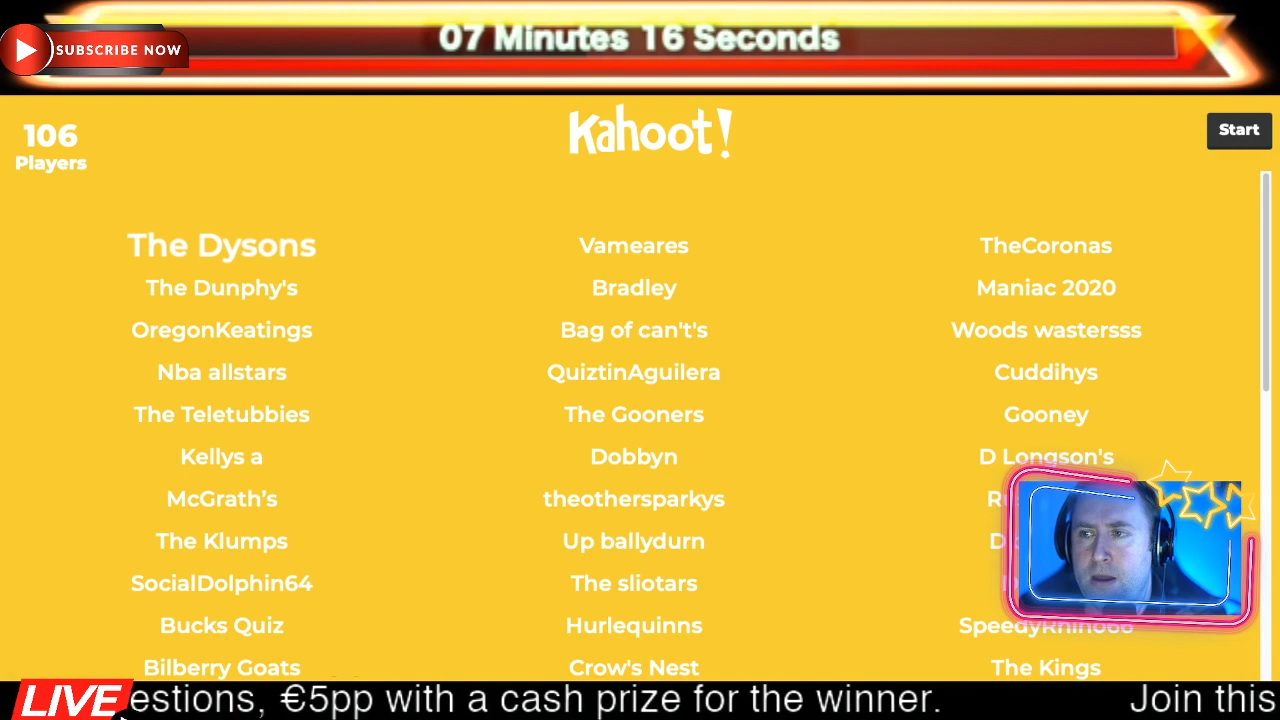 07 Minutes 16 Seconds
SUBSCRIBE NOW
106
Players
Kahoot!
Start
The Dysons Vameares TheCoronas
The Dunphy's Bradley Maniac 2020
OregonKeatings Bag of can't's Woods wastersss
Nba allstars QuiztinAguilera Cuddihys
The Teletubbies The Gooners Gooney
Kellys a Dobbyn D Longson's
McGrath’s theothersparkys
The Klumps Up ballydurn
SocialDolphin64 The sliotars
Bucks Quiz Hurlequinns SpeedyRhino66
Bilberry Goats Crow's Nest The Kings
LIVE estions, €5pp with a cash prize for the winner. Join this